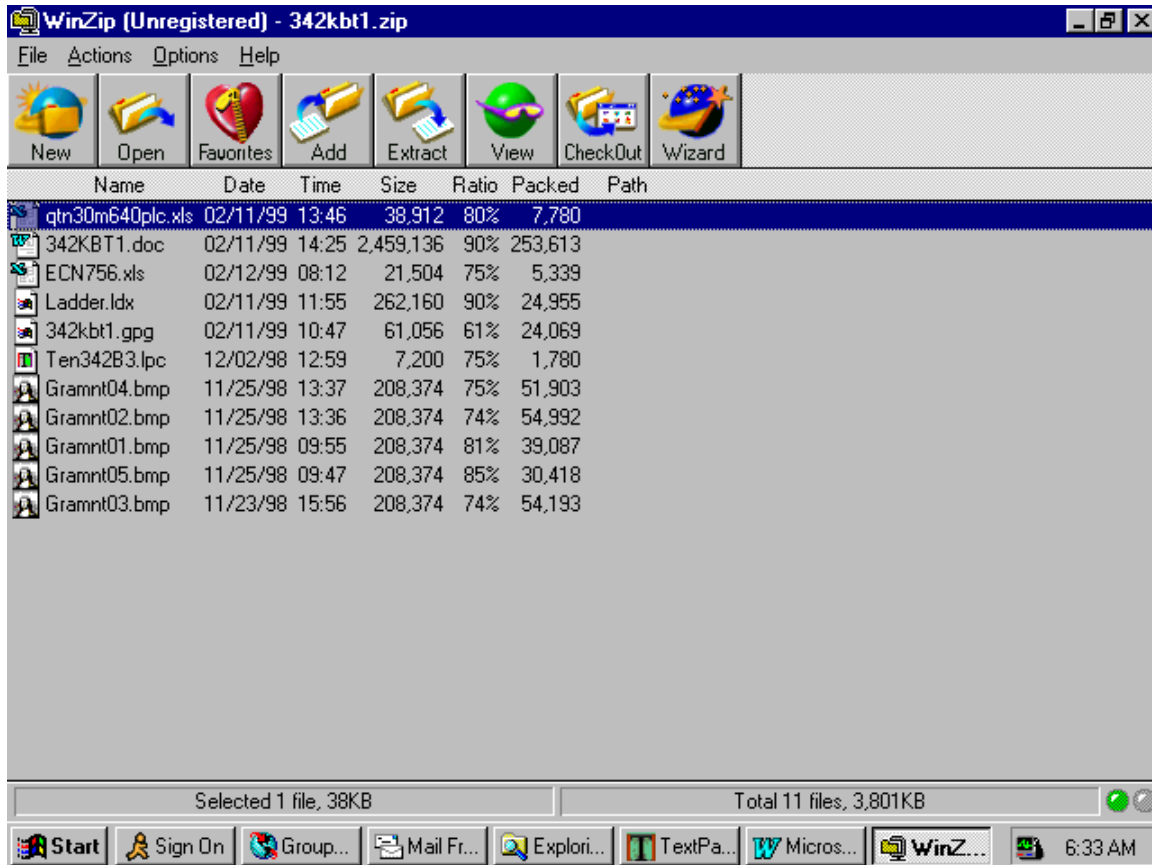 WinZip (Unregistered) - 342kbt1.zip
File Actions Options Help
New Open Favorites Add Extract View CheckOut Wizard
Name Date Time Size Ratio Packed Path
qtn30m640plc.xls 02/11/99 13:46 38,912 80% 7,780
342KBT1.doc 02/11/99 14:25 2,459,136 90% 253,613
ECN756.xls 02/12/99 08:12 21,504 75% 5,339
Ladder.ldx 02/11/99 11:55 262,160 90% 24,955
342kbt1.gpg 02/11/99 10:47 61,056 61% 24,069
Ten342B3.lpc 12/02/98 12:59 7,200 75% 1,780
Gramnt04.bmp 11/25/98 13:37 208,374 75% 51,903
Gramnt02.bmp 11/25/98 13:36 208,374 74% 54,992
Gramnt01.bmp 11/25/98 09:55 208,374 81% 39,087
Gramnt05.bmp 11/25/98 09:47 208,374 85% 30,418
Gramnt03.bmp 11/23/98 15:56 208,374 74% 54,193
Selected 1 file, 38KB Total 11 files, 3,801KB
Start Sign On Group... Mail Fr... Explori... TextPa... Micros... WinZ... 6:33 AM